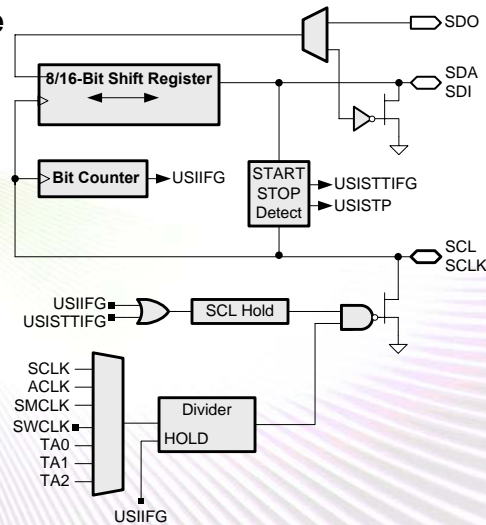 e
SDO
8/16-Bit Shift Register
SDA
SDI
Bit Counter
USIIFG
START
STOP
Detect
USISTTIFG
USISTP
SCL
SCLK
USIIFG
USISTTIFG
SCL Hold
SCLK
ACLK
SMCLK
SWCLK
TA0
TA1
TA2
Divider
HOLD
USIIFG